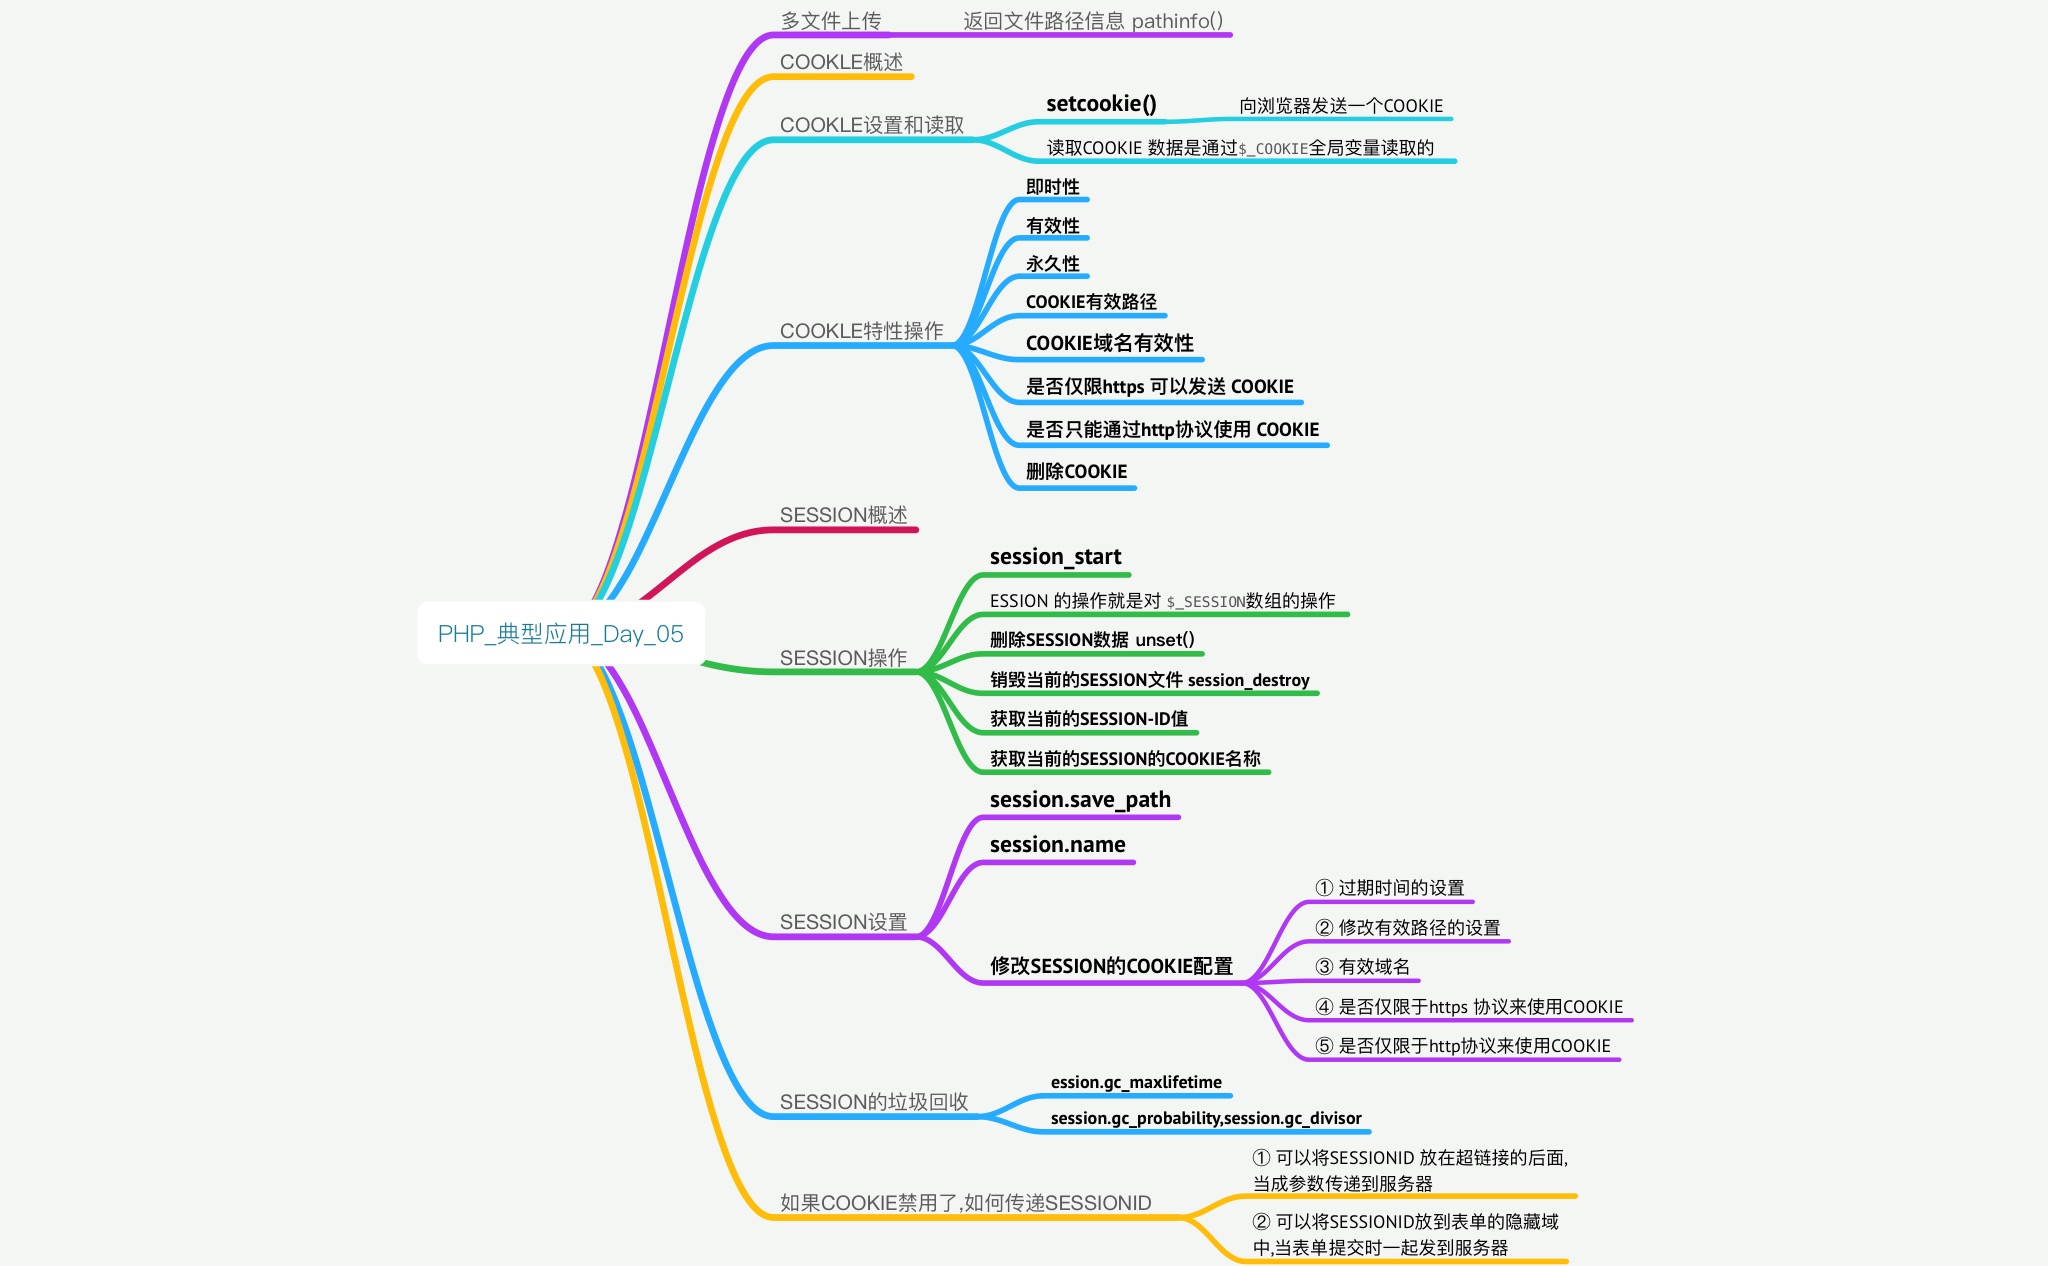 多文件上传
返回文件路径信息 pathinfo()
COOKLE概述
COOKLE设置和读取
setcookie()
向浏览器发送一个COOKIE
读取COOKIE 数据是通过$_COOKIE全局变量读取的
COOKLE特性操作
即时性
有效性
永久性
COOKIE有效路径
COOKIE域名有效性
是否仅限https 可以发送 COOKIE
是否只能通过http协议使用 COOKIE
删除COOKIE
SESSION概述
PHP_典型应用_Day_05
SESSION操作
session_start
ESSION 的操作就是对 $_SESSION数组的操作
删除SESSION数据 unset()
销毁当前的SESSION文件 session_destroy
获取当前的SESSION-ID值
获取当前的SESSION的COOKIE名称
SESSION设置
session.save_path
session.name
修改SESSION的COOKIE配置
① 过期时间的设置
② 修改有效路径的设置
③ 有效域名
④ 是否仅限于https 协议来使用COOKIE
⑤ 是否仅限于http协议来使用COOKIE
SESSION的垃圾回收
ession.gc_maxlifetime
session.gc_probability,session.gc_divisor
如果COOKIE禁用了,如何传递SESSIONID
① 可以将SESSIONID 放在超链接的后面,
当成参数传递到服务器
② 可以将SESSIONID放到表单的隐藏域
中,当表单提交时一起发到服务器